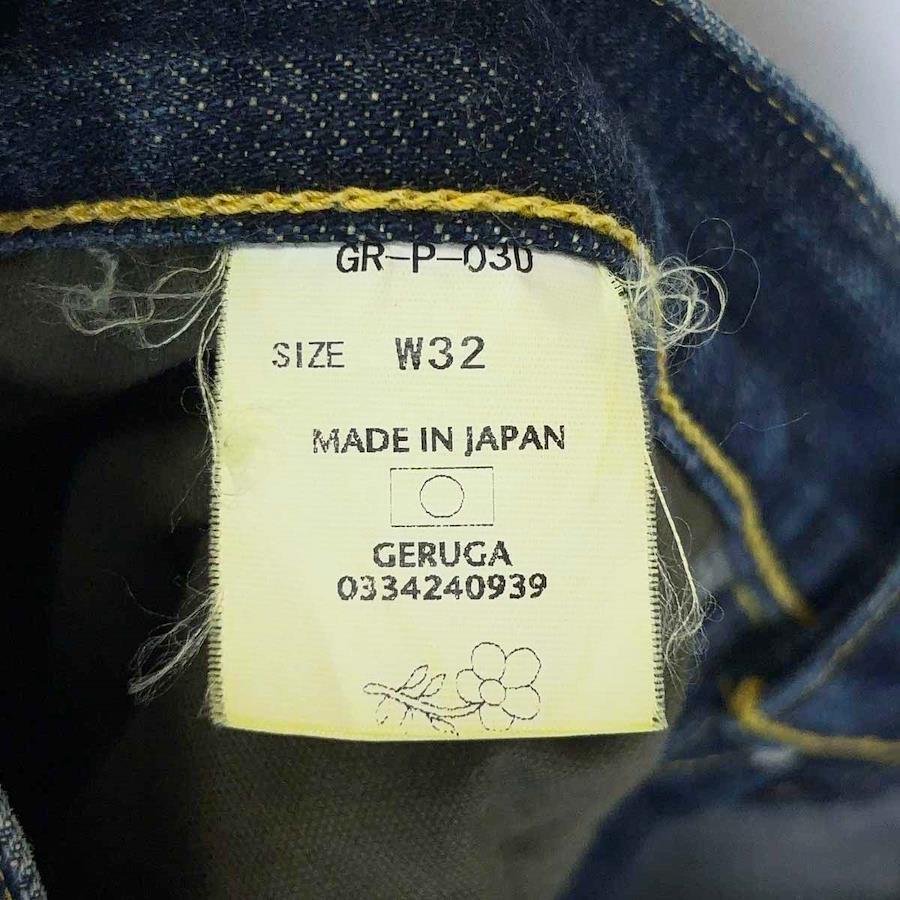 GR-P-030
SIZE W32
MADE IN JAPAN
GERUGA
0334240939